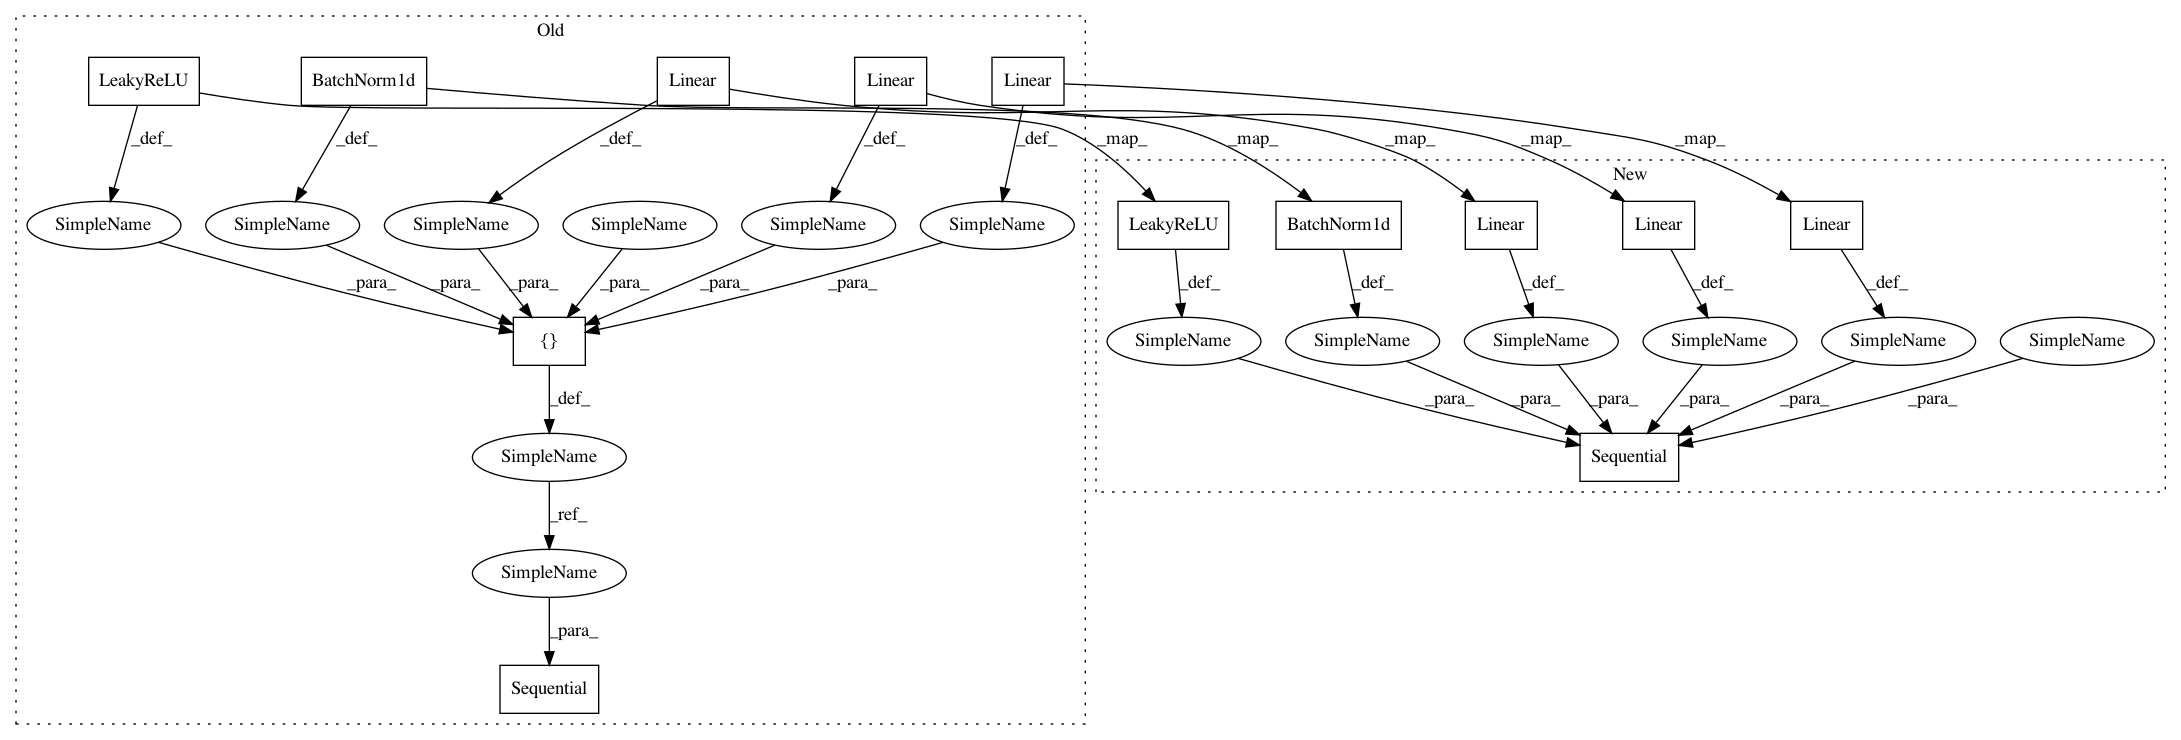 Old
LeakyReLU BatchNorm1d Linear Linear Linear
_def_ _def_ _def_ _def_ _def_ _map_ _map_ _map_ _map_ _map_
New
SimpleName SimpleName SimpleName SimpleName SimpleName SimpleName LeakyReLU BatchNorm1d Linear Linear Linear
_para_ _para_ _para_ _para_ _para_ _para_ _def_ _def_ _def_ _def_ _def_
{} SimpleName SimpleName SimpleName SimpleName SimpleName SimpleName
_def_ _para_ _para_ _para_ _para_ _para_ _para_
SimpleName Sequential
_ref_
SimpleName
_para_
Sequential